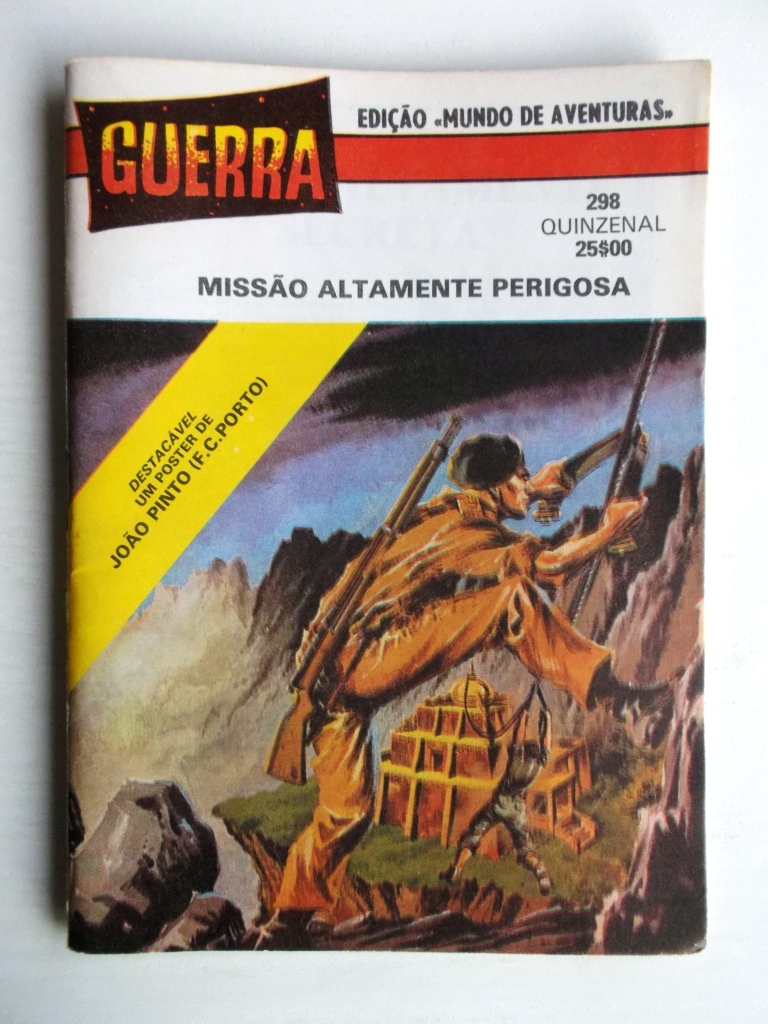 GUERRA
EDIÇÃO «MUNDO DE AVENTURAS»
298
QUINZENAL
25$00
MISSÃO ALTAMENTE PERIGOSA
DESTACÁVEL
UM POSTER DE
JOÃO PINTO (F.C.PORTO)